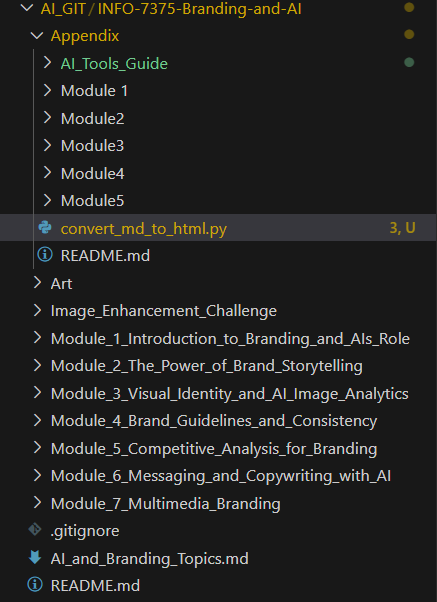 AI_GIT / INFO-7375-Branding-and-AI
Appendix
AI_Tools_Guide
Module 1
Module2
Module3
Module4
Module5
convert_md_to_html.py 3, U
README.md
Art
Image_Enhancement_Challenge
Module_1_Introduction_to_Branding_and_AIs_Role
Module_2_The_Power_of_Brand_Storytelling
Module_3_Visual_Identity_and_AI_Image_Analytics
Module_4_Brand_Guidelines_and_Consistency
Module_5_Competitive_Analysis_for_Branding
Module_6_Messaging_and_Copywriting_with_AI
Module_7_Multimedia_Branding
.gitignore
AI_and_Branding_Topics.md
README.md